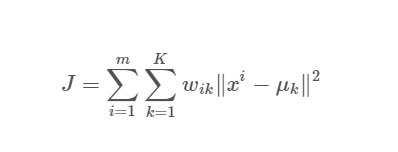 J = \sum_{i=1}^{m} \sum_{k=1}^{K} w_{ik} \| x^i - \mu_k \|^2